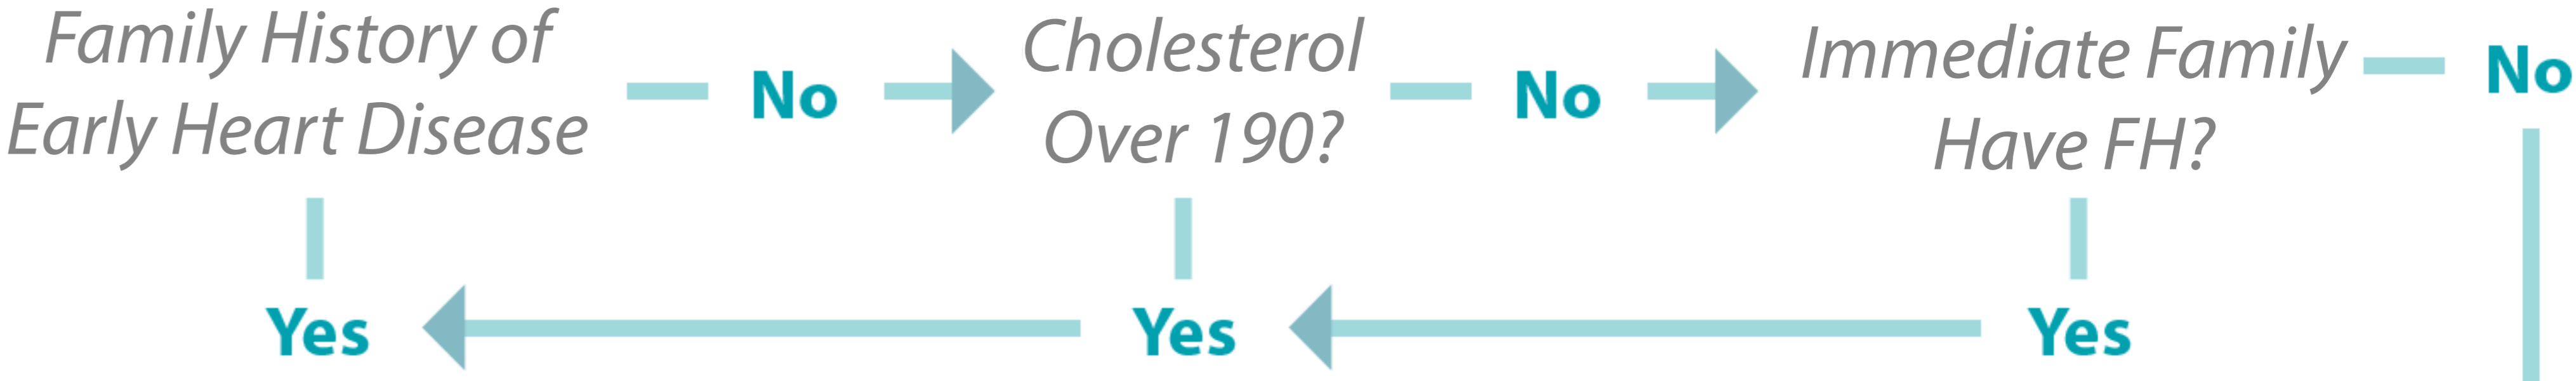 Family History of
Early Heart Disease
No
Cholesterol
Over 190?
No
Immediate Family
Have FH?
No
Yes
Yes
Yes